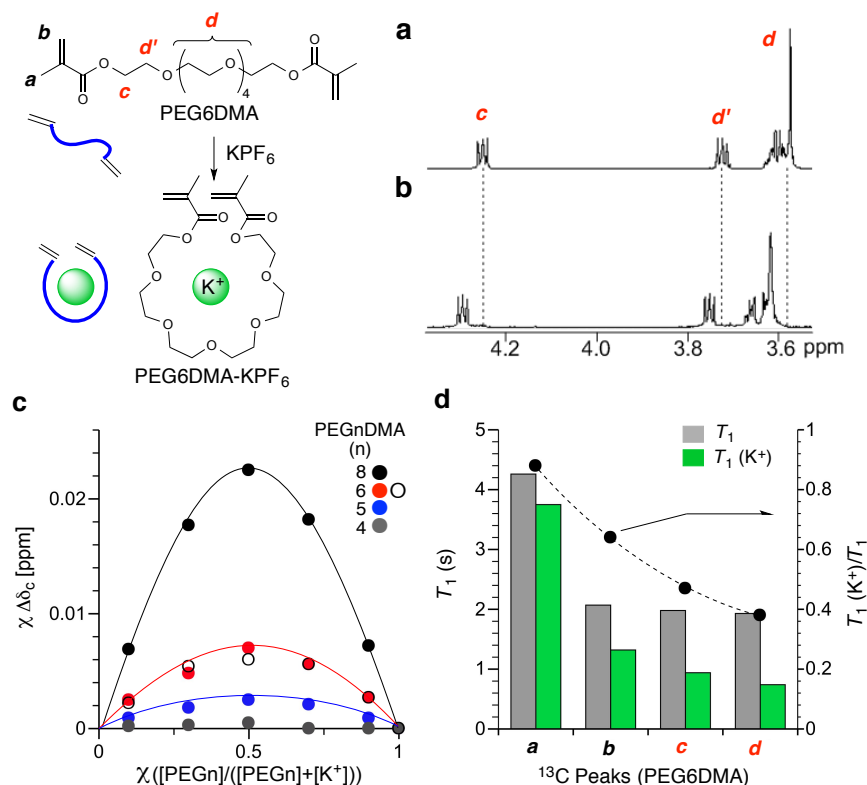 b
d
d'
a
O
O
O
4
O
O
O
c
PEG6DMA
KPF6
O
O
O
O
O
O
O
O
O
K+
PEG6DMA-KPF6
a
c
d'
d
b
4.2
4.0
3.8
3.6
ppm
c
PEGnDMA
(n)
8
6
5
4
0.02
0.01
0
χ Δδc [ppm]
0
0.5
1
χ ([PEGn]/([PEGn]+[K+]))
d
T1
T1 (K+)
5
4
3
2
1
0
T1 (s)
1
0.8
0.6
0.4
0.2
0
T1 (K+)/T1
a
b
c
d
13C Peaks (PEG6DMA)